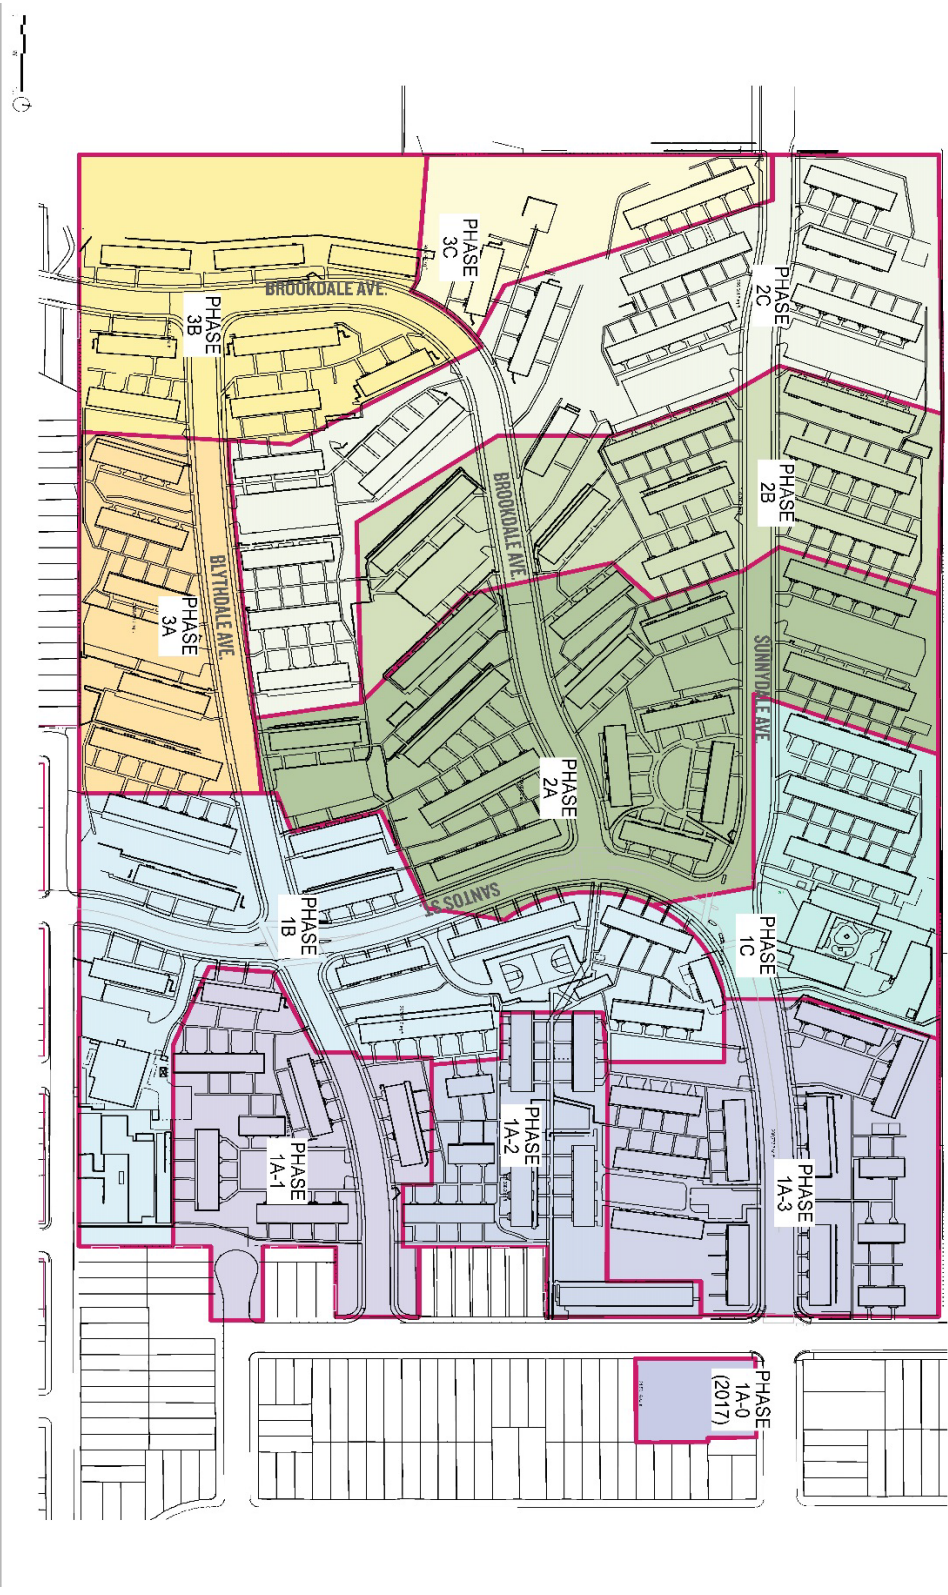 PHASE
3C
BROOKDALE AVE.
PHASE
3B
PHASE
2C
PHASE
2B
BROOKDALE AVE.
BLYTHDALE AVE.
PHASE
3A
SUNNYDALE AVE.
PHASE
2A
SANTOS ST.
PHASE
1B
PHASE
1C
PHASE
1A-1
PHASE
1A-2
PHASE
1A-3
PHASE
1A-0
(2017)